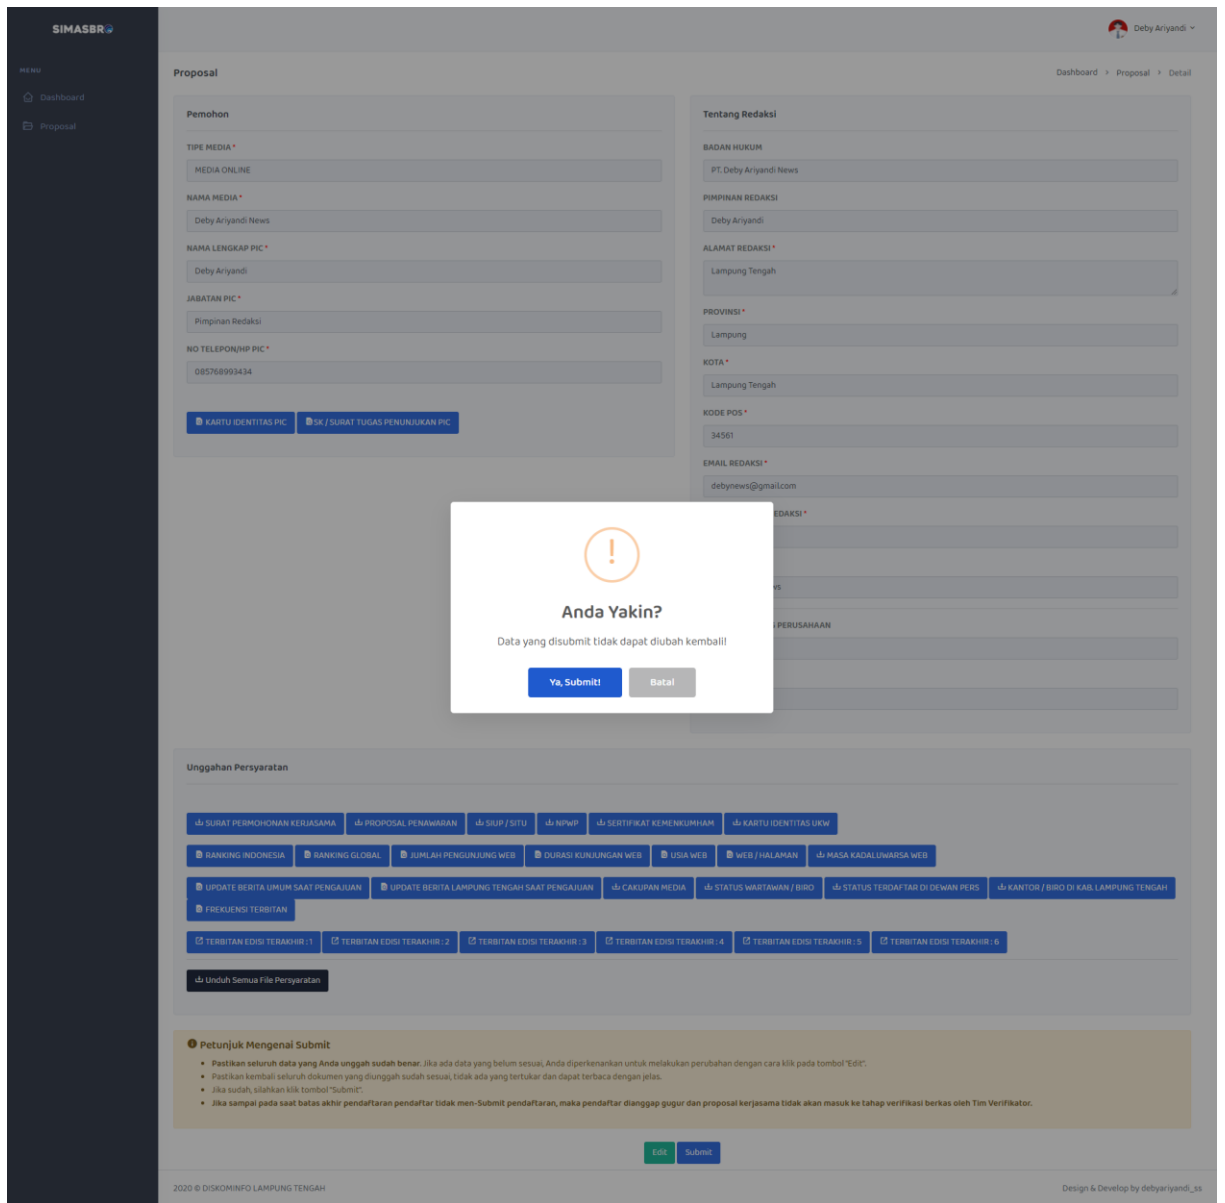 SIMASBR
Deby Ariyandi
MENU
Dashboard
Proposal
Proposal
Dashboard > Proposal > Detail
Pemohon
TIPE MEDIA *
MEDIA ONLINE
NAMA MEDIA *
Deby Ariyandi News
NAMA LENGKAP PIC *
Deby Ariyandi
JABATAN PIC *
Pimpinan Redaksi
NO TELEPON/HP PIC *
085768993434
KARTU IDENTITAS PIC
SK / SURAT TUGAS PENUNJUKAN PIC
Tentang Redaksi
BADAN HUKUM
PT. Deby Ariyandi News
PIMPINAN REDAKSI
Deby Ariyandi
ALAMAT REDAKSI *
Lampung Tengah
PROVINSI *
Lampung
KOTA *
Lampung Tengah
KODE POS *
34561
EMAIL REDAKSI *
debynews@gmail.com
EDAKSI *
PERUSAHAAN
!
Anda Yakin?
Data yang disubmit tidak dapat diubah kembali!
Ya, Submit! Batal
Unggahan Persyaratan
SURAT PERMOHONAN KERJASAMA PROPOSAL PENAWARAN SIUP / SITU NPWP SERTIFIKAT KEMENKUMHAM KARTU IDENTITAS UKW
RANKING INDONESIA RANKING GLOBAL JUMLAH PENGUNJUNG WEB DURASI KUNJUNGAN WEB USIA WEB WEB / HALAMAN MASA KADALUWARSA WEB
UPDATE BERITA UMUM SAAT PENGAJUAN UPDATE BERITA LAMPUNG TENGAH SAAT PENGAJUAN CAKUPAN MEDIA STATUS WARTAWAN / BIRO STATUS TERDAFTAR DI DEWAN PERS KANTOR / BIRO DI KAB. LAMPUNG TENGAH
FREKUENSI TERBITAN
TERBITAN EDISI TERAKHIR : 1 TERBITAN EDISI TERAKHIR : 2 TERBITAN EDISI TERAKHIR : 3 TERBITAN EDISI TERAKHIR : 4 TERBITAN EDISI TERAKHIR : 5 TERBITAN EDISI TERAKHIR : 6
Unduh Semua File Persyaratan
Petunjuk Mengenai Submit
• Pastikan seluruh data yang Anda unggah sudah benar. Jika ada data yang belum sesuai, Anda diperkenankan untuk melakukan perubahan dengan cara klik pada tombol "Edit".
• Pastikan kembali seluruh dokumen yang diunggah sudah sesuai, tidak ada yang tertukar dan dapat terbaca dengan jelas.
• Jika sudah, silahkan klik tombol "Submit".
• Jika sampai pada saat batas akhir pendaftaran pendaftar tidak men-Submit pendaftaran, maka pendaftar dianggap gugur dan proposal kerjasama tidak akan masuk ke tahap verifikasi berkas oleh Tim Verifikator.
Edit Submit
2020 © DISKOMINFO LAMPUNG TENGAH
Design & Develop by debyariyandi_ss